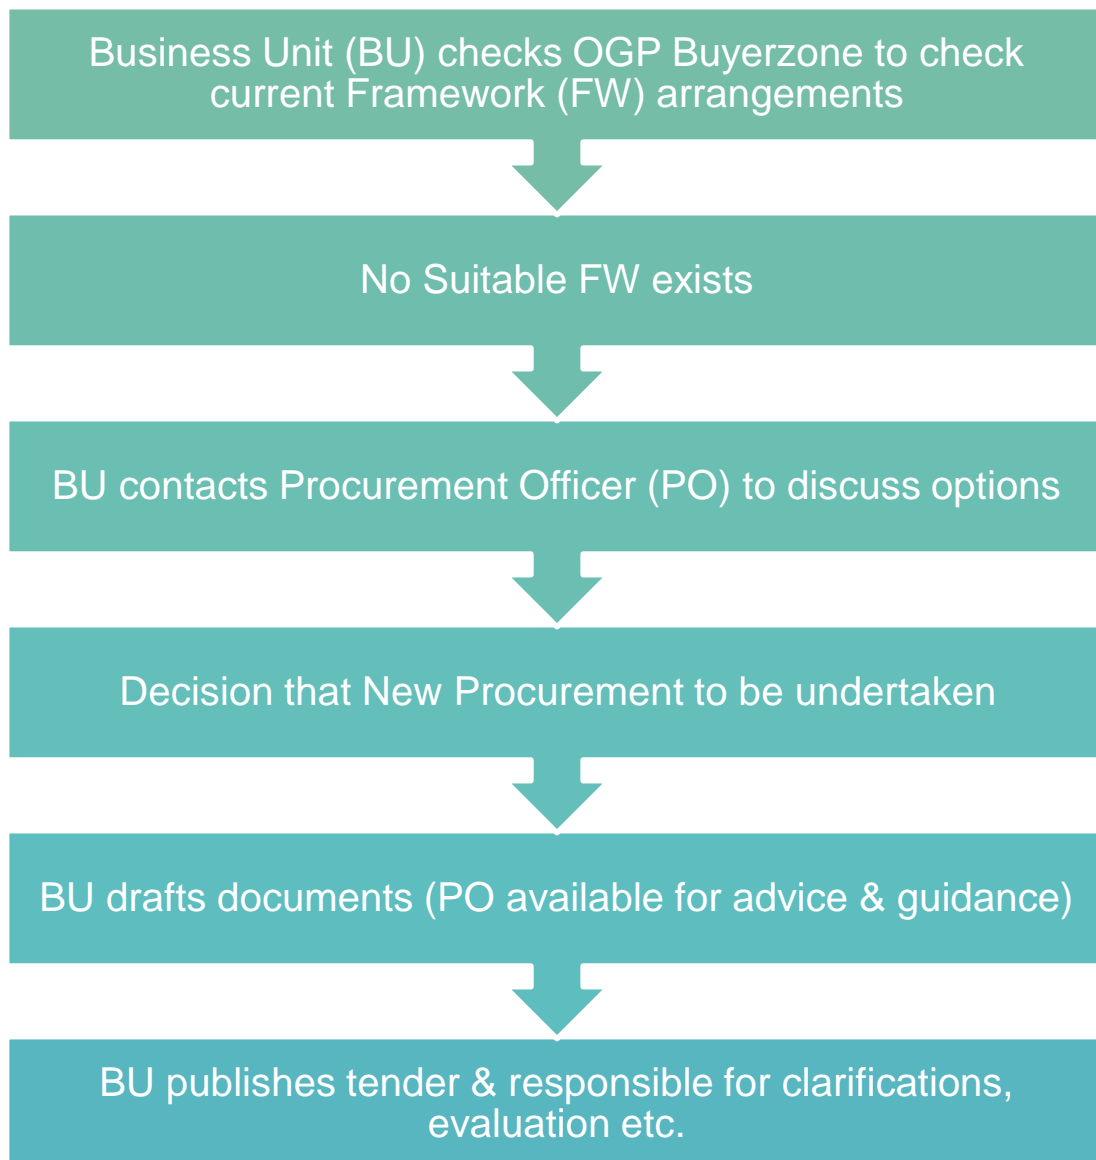 Business Unit (BU) checks OGP Buyerzone to check
current Framework (FW) arrangements
No Suitable FW exists
BU contacts Procurement Officer (PO) to discuss options
Decision that New Procurement to be undertaken
BU drafts documents (PO available for advice & guidance)
BU publishes tender & responsible for clarifications,
evaluation etc.